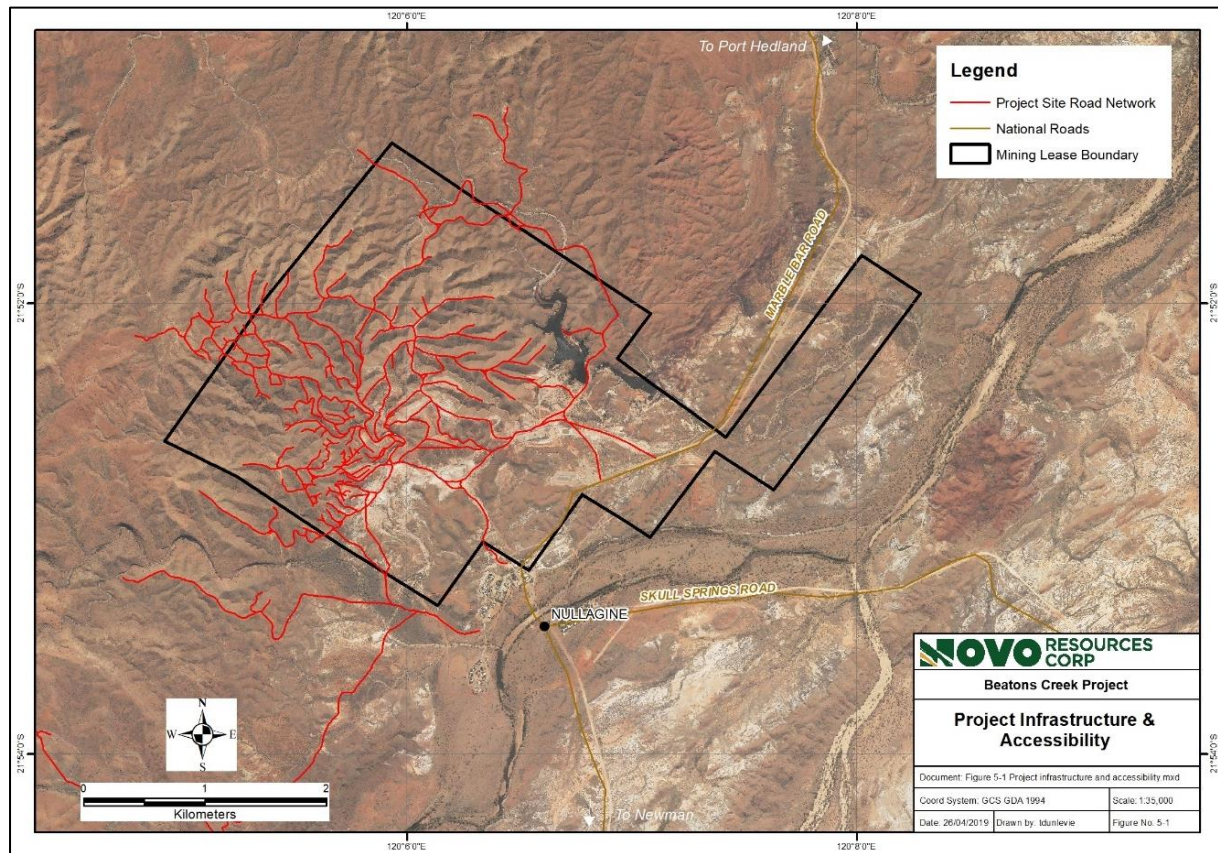 120°6'0"E
120°8'0"E
To Port Hedland
Legend
Project Site Road Network
National Roads
Mining Lease Boundary
21°52'0"S
21°52'0"S
MARBLE BAR ROAD
SKULL SPRINGS ROAD
NULLAGINE
N
W
E
S
0
1
2
Kilometers
21°54'0"S
21°54'0"S
To Newman
120°6'0"E
120°8'0"E
NOVO RESOURCES
CORP
Beatons Creek Project
Project Infrastructure &
Accessibility
Document: Figure 5-1 Project infrastructure and accessibility mxd
Coord System: GCS GDA 1994
Scale: 1:35,000
Date: 26/04/2019
Drawn by: tdunlevie
Figure No. 5-1